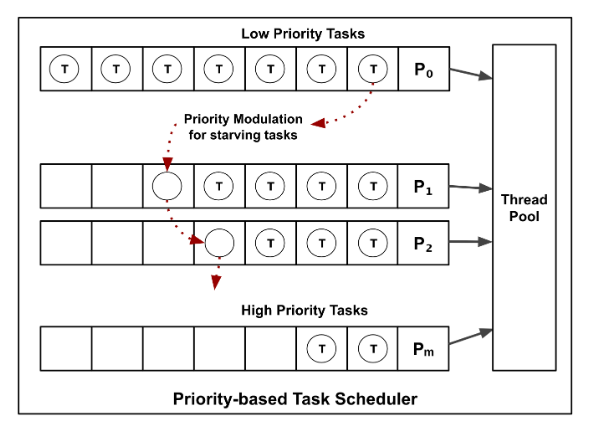 Low Priority Tasks
T T T T T T T P₀
Priority Modulation
for starving tasks
T T T T P₁
Thread
Pool
T T T P₂
High Priority Tasks
T T Pₘ
Priority-based Task Scheduler